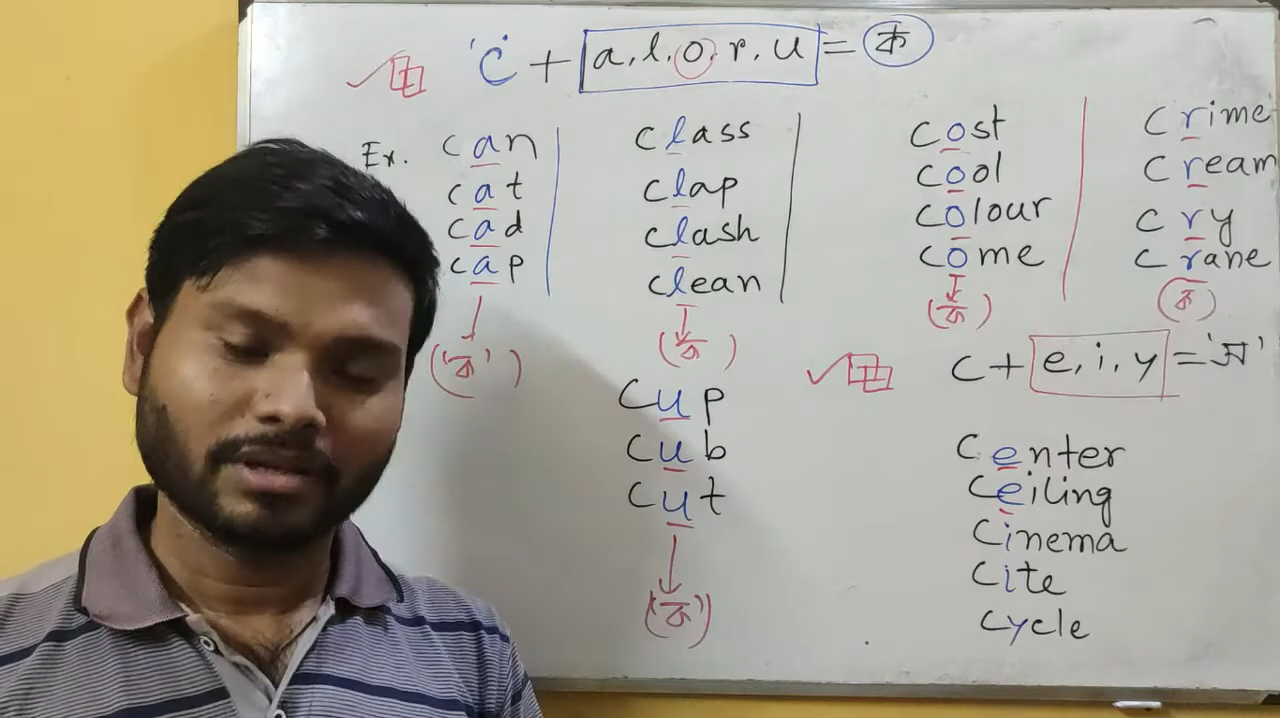 'C' + a, l, o, r, u = ক
Ex. can
cat
cad
cap
('ক')
class
clap
clash
clean
(ক)
cost
cool
colour
come
(ক)
crime
cream
cry
crane
(ক)
cup
cub
cut
('ক')
c + e, i, y = 'স'
Center
Ceiling
Cinema
Cite
Cycle